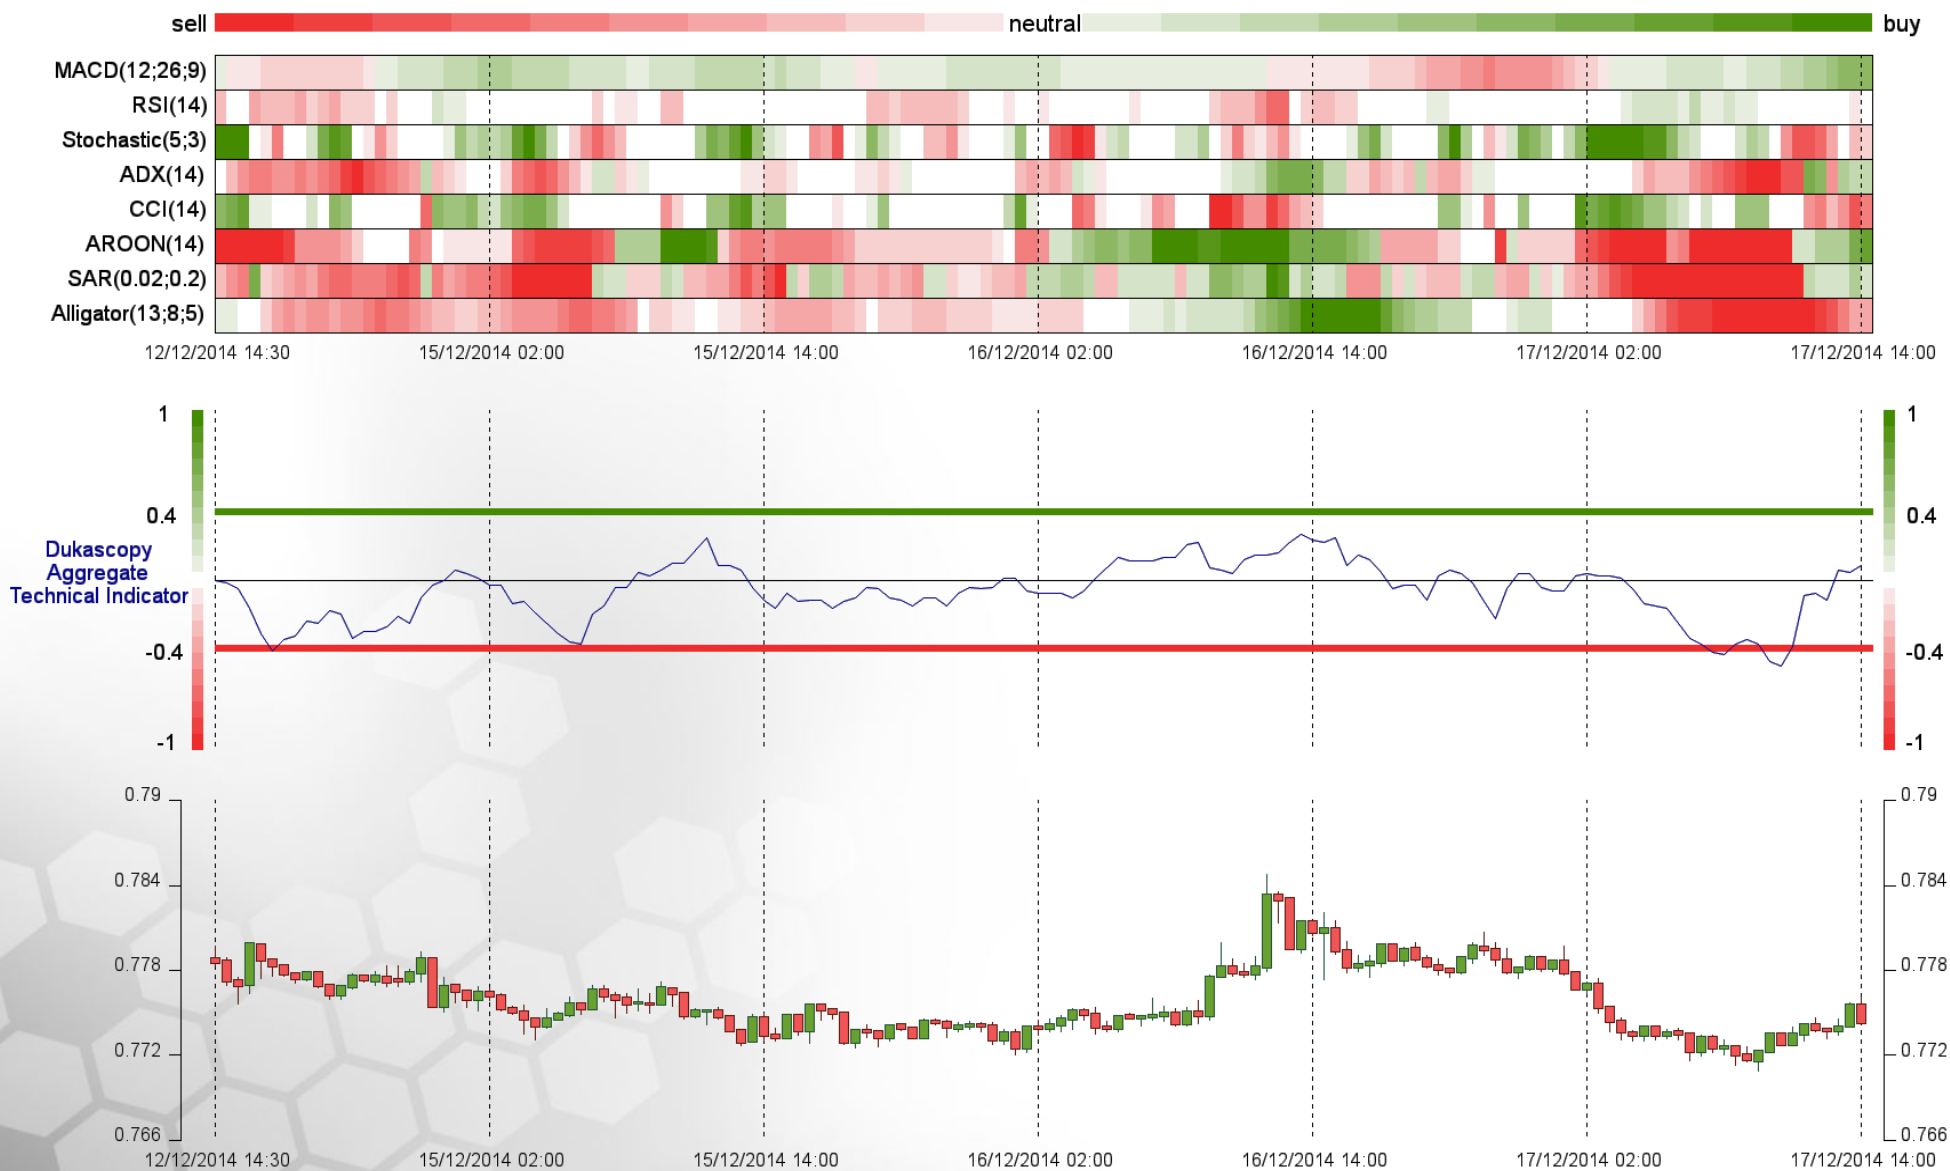 sell neutral buy
MACD(12;26;9)
RSI(14)
Stochastic(5;3)
ADX(14)
CCI(14)
AROON(14)
SAR(0.02;0.2)
Alligator(13;8;5)
12/12/2014 14:30 15/12/2014 02:00 15/12/2014 14:00 16/12/2014 02:00 16/12/2014 14:00 17/12/2014 02:00 17/12/2014 14:00
1 1
0.4 0.4
Dukascopy
Aggregate
Technical Indicator
-0.4 -0.4
-1 -1
0.79 0.79
0.784 0.784
0.778 0.778
0.772 0.772
0.766 0.766
12/12/2014 14:30 15/12/2014 02:00 15/12/2014 14:00 16/12/2014 02:00 16/12/2014 14:00 17/12/2014 02:00 17/12/2014 14:00